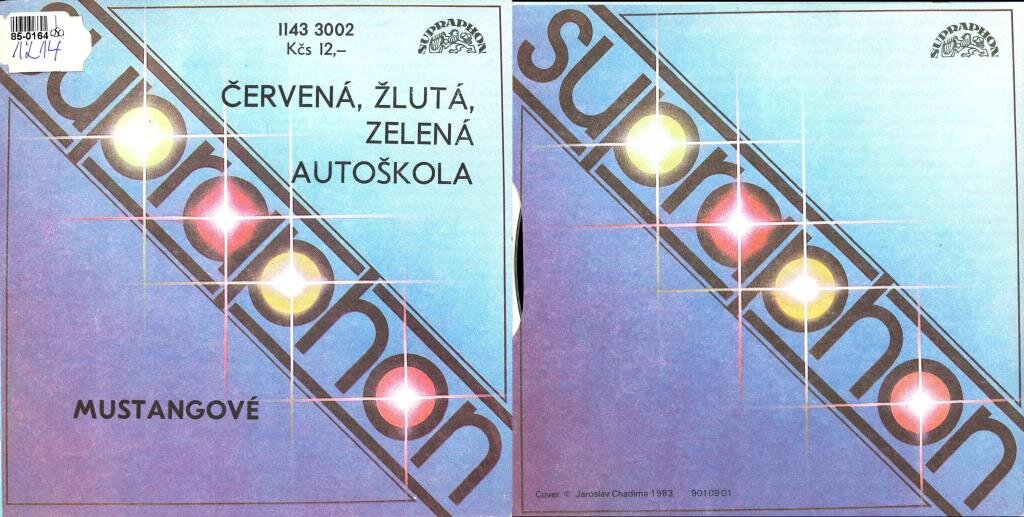 85-0164
1214
1143 3002
Kčs 12,–
SUPRAPHON
ČERVENÁ, ŽLUTÁ,
ZELENÁ
AUTOŠKOLA
supraphon
MUSTANGOVÉ
SUPRAPHON
supraphon
Cover © Jaroslav Chadima 1983 9010901